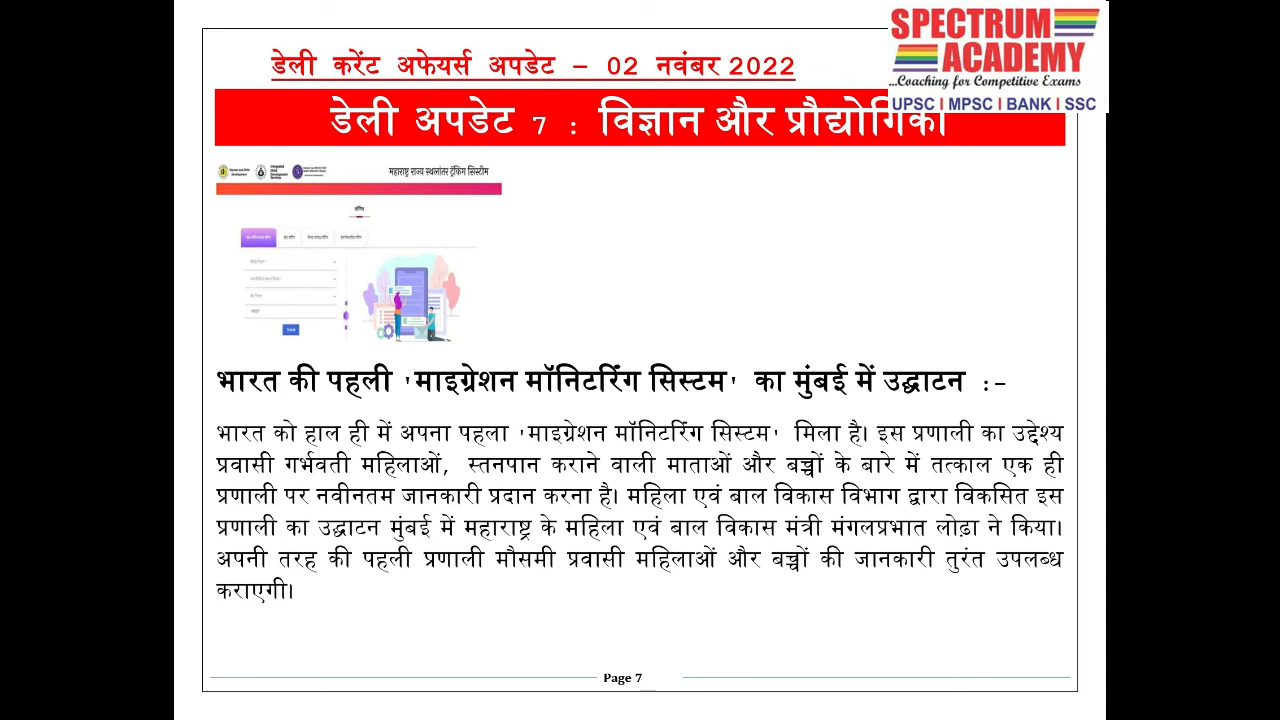 SPECTRUM
ACADEMY
...Coaching for Competitive Exams
UPSC | MPSC | BANK | SSC
डेली करेंट अफेयर्स अपडेट – 02 नवंबर 2022
डेली अपडेट 7 : विज्ञान और प्रौद्योगिकी
महाराष्ट्र राज्य स्थलांतर ट्रॅकिंग सिस्टीम
भारत की पहली 'माइग्रेशन मॉनिटरिंग सिस्टम' का मुंबई में उद्घाटन :-
भारत को हाल ही में अपना पहला 'माइग्रेशन मॉनिटरिंग सिस्टम' मिला है। इस प्रणाली का उद्देश्य
प्रवासी गर्भवती महिलाओं, स्तनपान कराने वाली माताओं और बच्चों के बारे में तत्काल एक ही
प्रणाली पर नवीनतम जानकारी प्रदान करना है। महिला एवं बाल विकास विभाग द्वारा विकसित इस
प्रणाली का उद्घाटन मुंबई में महाराष्ट्र के महिला एवं बाल विकास मंत्री मंगलप्रभात लोढ़ा ने किया।
अपनी तरह की पहली प्रणाली मौसमी प्रवासी महिलाओं और बच्चों की जानकारी तुरंत उपलब्ध
कराएगी।
Page 7